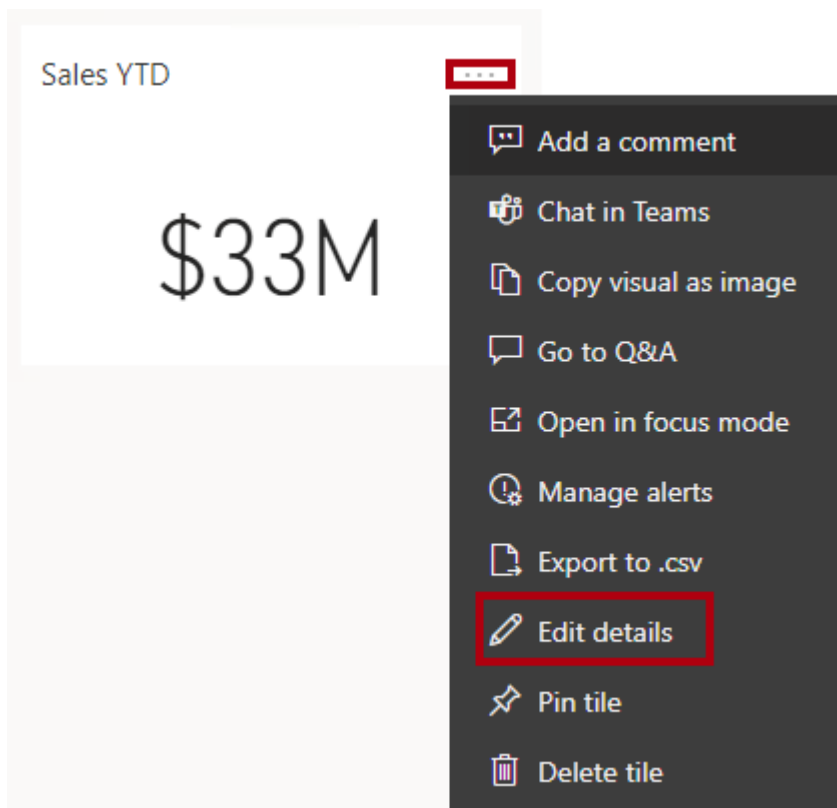 Sales YTD
...
$33M
Add a comment
Chat in Teams
Copy visual as image
Go to Q&A
Open in focus mode
Manage alerts
Export to .csv
Edit details
Pin tile
Delete tile